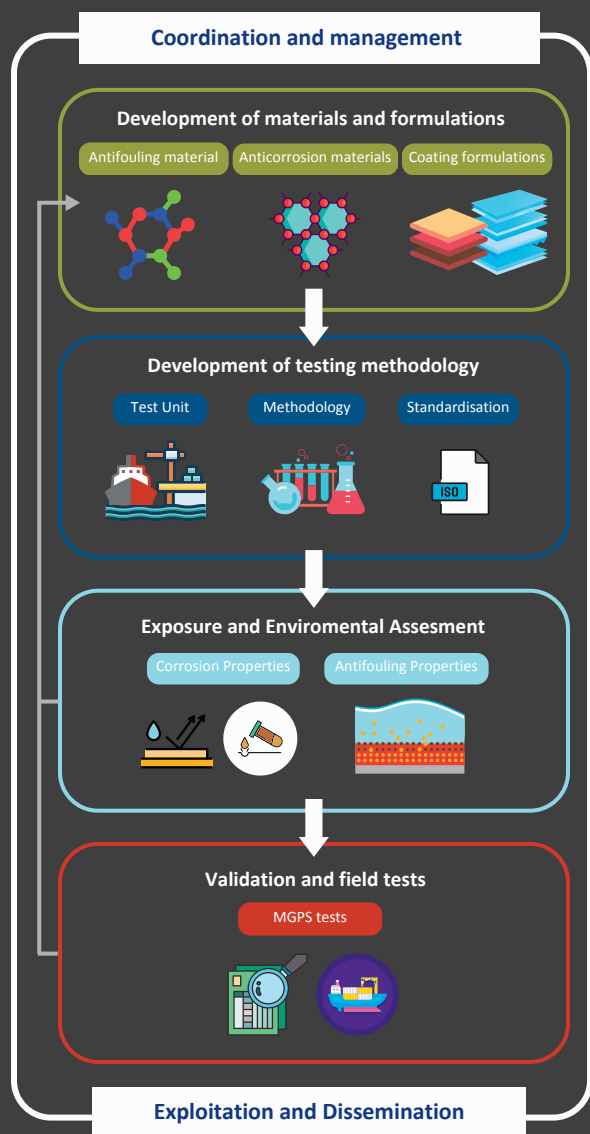 Coordination and management
Development of materials and formulations
Antifouling material
Anticorrosion materials
Coating formulations
Development of testing methodology
Test Unit
Methodology
Standardisation
ISO
Exposure and Enviromental Assesment
Corrosion Properties
Antifouling Properties
Validation and field tests
MGPS tests
Exploitation and Dissemination